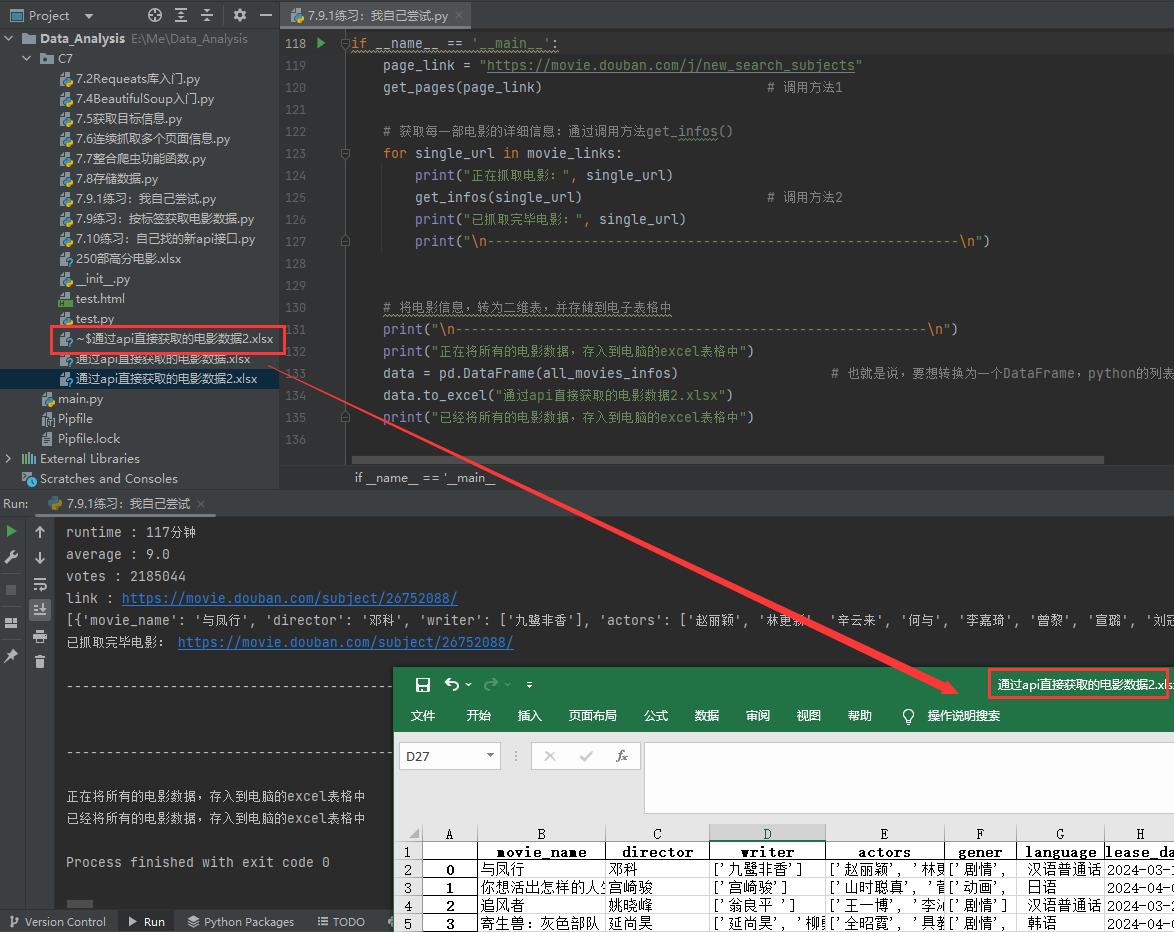 Project
7.9.1练习：我自己尝试.py
Data_Analysis E:\Me\Data_Analysis
C7
7.2Requeats库入门.py
7.4BeautifulSoup入门.py
7.5获取目标信息.py
7.6连续抓取多个页面信息.py
7.7整合爬虫功能函数.py
7.8存储数据.py
7.9.1练习：我自己尝试.py
7.9练习：按标签获取电影数据.py
7.10练习：自己找的新api接口.py
250部高分电影.xlsx
__init__.py
test.html
test.py
~$通过api直接获取的电影数据2.xlsx
通过api直接获取的电影数据.xlsx
通过api直接获取的电影数据2.xlsx
main.py
Pipfile
Pipfile.lock
External Libraries
Scratches and Consoles
118 if __name__ == '__main__':
119 page_link = "https://movie.douban.com/j/new_search_subjects"
120 get_pages(page_link) # 调用方法1
121
122 # 获取每一部电影的详细信息：通过调用方法get_infos()
123 for single_url in movie_links:
124 print("正在抓取电影：", single_url)
125 get_infos(single_url) # 调用方法2
126 print("已抓取完毕电影：", single_url)
127 print("\n-----------------------------------------------------------\n")
128
129
130 # 将电影信息，转为二维表，并存储到电子表格中
131 print("\n-----------------------------------------------------------\n")
132 print("正在将所有的电影数据，存入到电脑的excel表格中")
133 data = pd.DataFrame(all_movies_infos) # 也就是说，要想转换为一个DataFrame，python的列表
134 data.to_excel("通过api直接获取的电影数据2.xlsx")
135 print("已经将所有的电影数据，存入到电脑的excel表格中")
136
if __name__ == '__main__
Run: 7.9.1练习：我自己尝试
runtime : 117分钟
average : 9.0
votes : 2185044
link : https://movie.douban.com/subject/26752088/
[{'movie_name': '与凤行', 'director': '邓科', 'writer': ['九鹭非香'], 'actors': ['赵丽颖', '林更新', '辛云来', '何与', '李嘉琦', '曾黎', '宣璐', '刘冠
已抓取完毕电影： https://movie.douban.com/subject/26752088/
-----------------------------------------
-----------------------------------------
正在将所有的电影数据，存入到电脑的excel表格中
已经将所有的电影数据，存入到电脑的excel表格中
Process finished with exit code 0
Version Control Run Python Packages TODO
通过api直接获取的电影数据2.xls
文件 开始 插入 页面布局 公式 数据 审阅 视图 帮助 操作说明搜索
D27 fx
A B C D E F G H
1 movie_name director writer actors gener language lease_da
2 0 与凤行 邓科 ['九鹭非香'] ['赵丽颖', '林更 ['剧情', 汉语普通话 2024-03-1
3 1 你想活出怎样的人 宫崎骏 ['宫崎骏'] ['山时聪真', '菅 ['动画', 日语 2024-04-0
4 2 追风者 姚晓峰 ['翁良平 '] ['王一博', '李沁 ['剧情'] 汉语普通话 2024-03-2
5 3 寄生兽：灰色部队 延尚昊 ['延尚昊', '柳 ['全昭霓', '具教 ['剧情', 韩语 2024-04-0